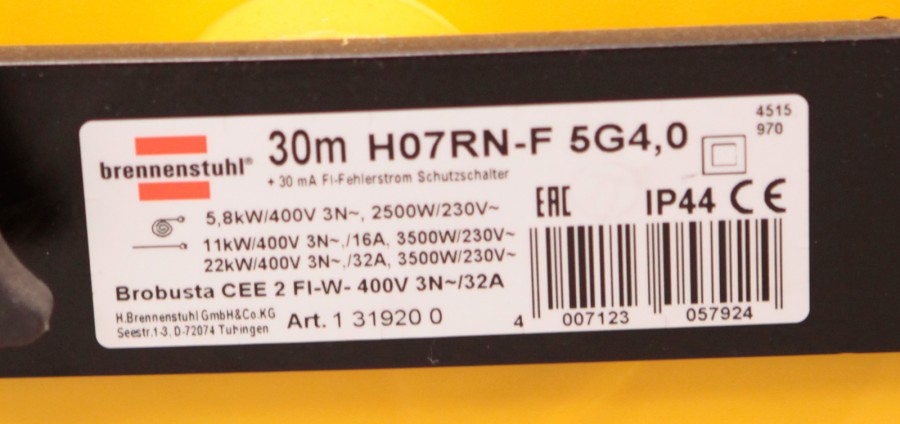 brennenstuhl®
30m H07RN-F 5G4,0
+ 30 mA FI-Fehlerstrom Schutzschalter
4515
970
5,8kW/400V 3N~, 2500W/230V~
11kW/400V 3N~,/16A, 3500W/230V~
22kW/400V 3N~,/32A, 3500W/230V~
EAC IP44 CE
Brobusta CEE 2 FI-W- 400V 3N~/32A
H.Brennenstuhl GmbH&Co.KG
Seestr.1-3, D-72074 Tübingen
Art. 1 31920 0
4 007123 057924